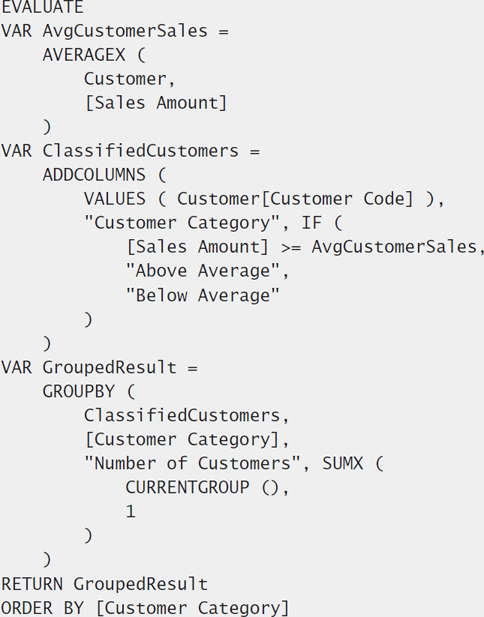 EVALUATE
VAR AvgCustomerSales =
    AVERAGEX (
        Customer,
        [Sales Amount]
    )
VAR ClassifiedCustomers =
    ADDCOLUMNS (
        VALUES ( Customer[Customer Code] ),
        "Customer Category", IF (
            [Sales Amount] >= AvgCustomerSales,
            "Above Average",
            "Below Average"
        )
    )
VAR GroupedResult =
    GROUPBY (
        ClassifiedCustomers,
        [Customer Category],
        "Number of Customers", SUMX (
            CURRENTGROUP (),
            1
        )
    )
RETURN GroupedResult
ORDER BY [Customer Category]